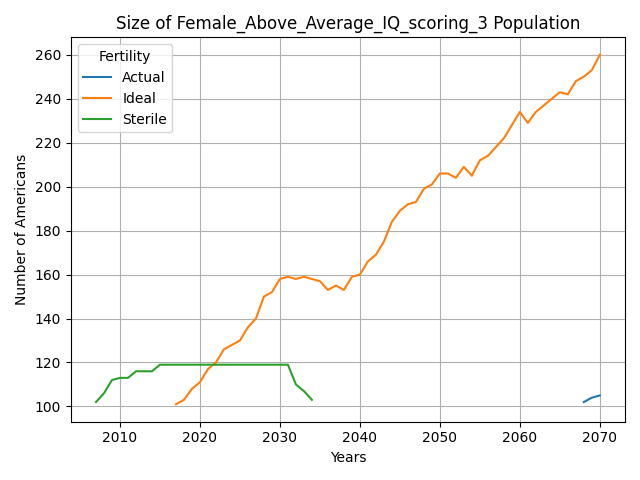 Size of Female_Above_Average_IQ_scoring_3 Population
Fertility
Actual
Ideal
Sterile
Number of Americans
260
240
220
200
180
160
140
120
100
2010 2020 2030 2040 2050 2060 2070
Years